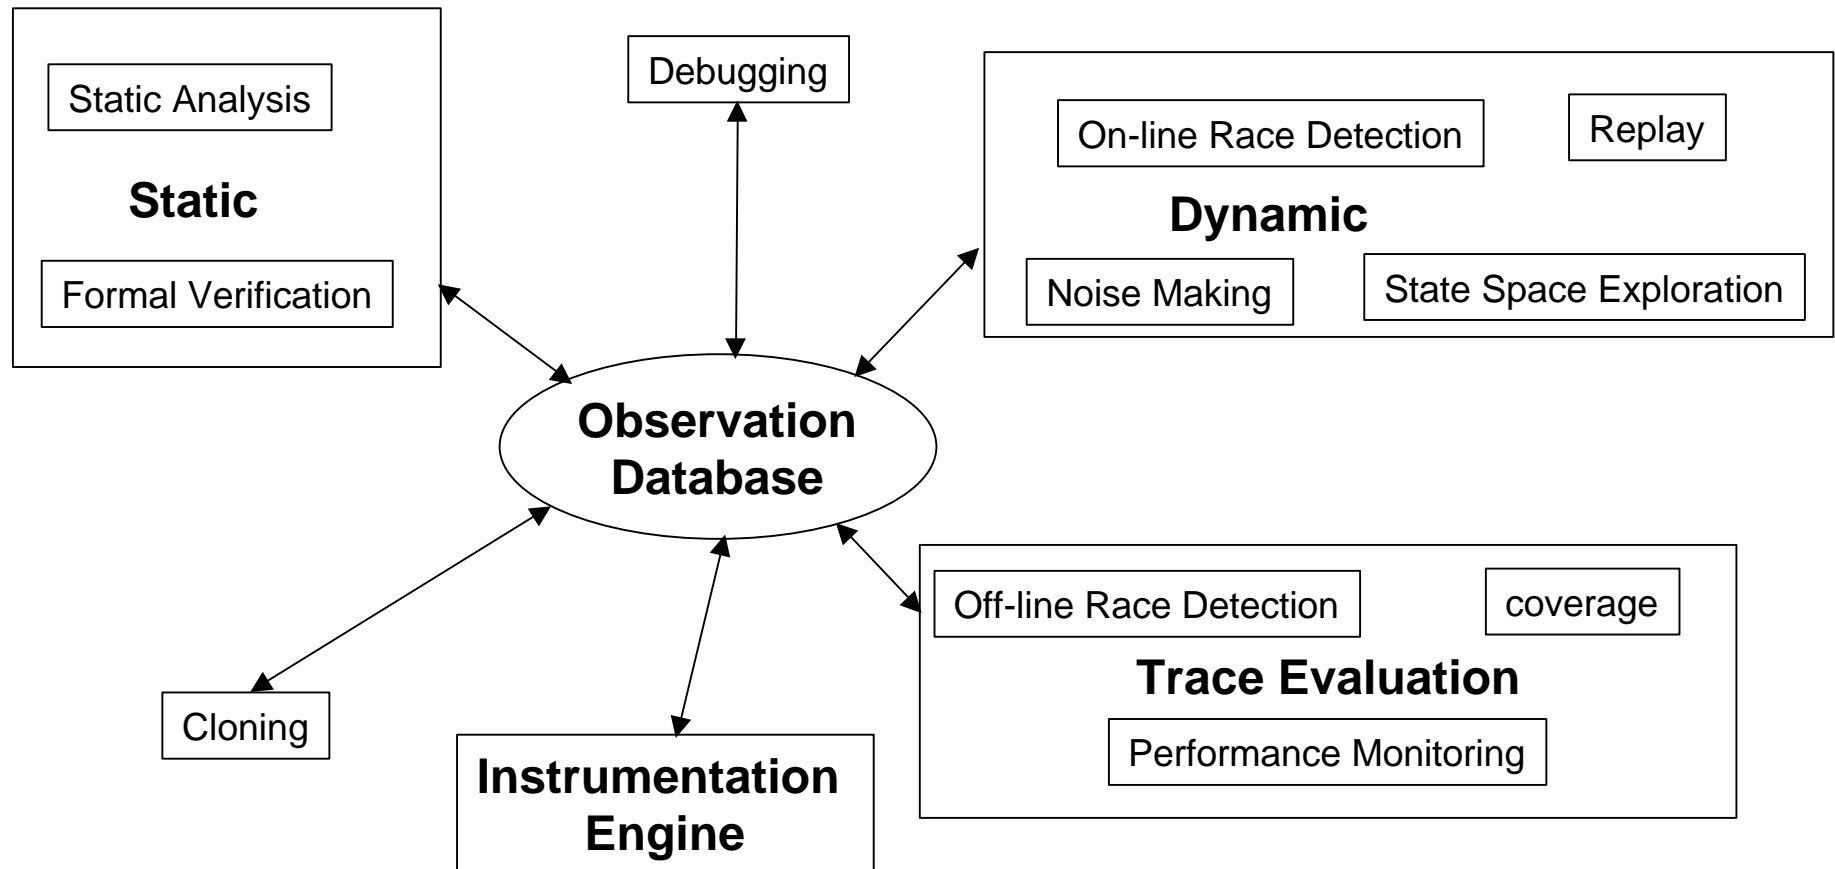 Static Analysis
Static
Formal Verification
Debugging
On-line Race Detection
Replay
Dynamic
Noise Making
State Space Exploration
Observation
Database
Off-line Race Detection
coverage
Trace Evaluation
Performance Monitoring
Cloning
Instrumentation
Engine